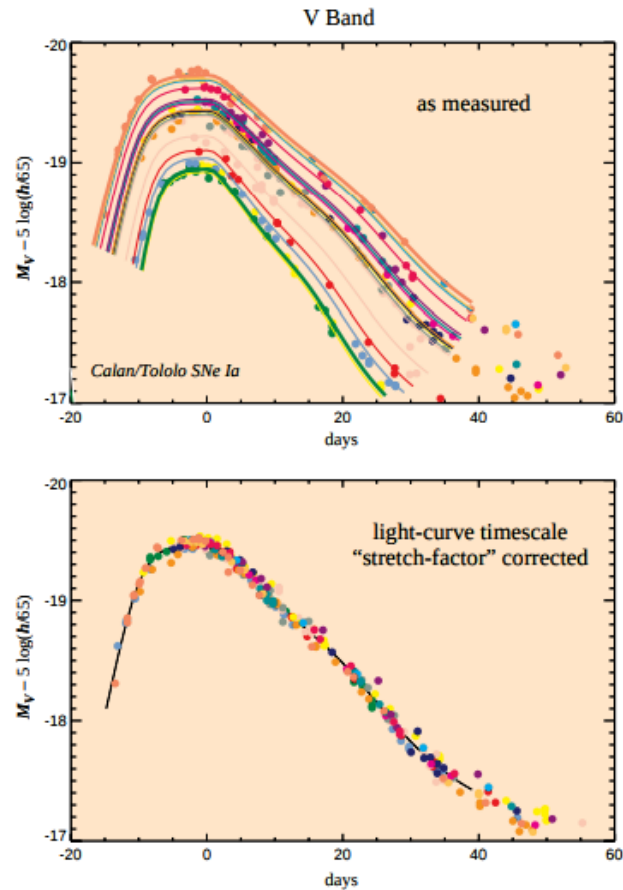 V Band
-20
as measured
-19
M_V – 5 log(h/65)
-18
Calan/Tololo SNe Ia
-17
-20 0 20 40 60
days
-20
light-curve timescale
“stretch-factor” corrected
-19
M_V – 5 log(h/65)
-18
-17
-20 0 20 40 60
days